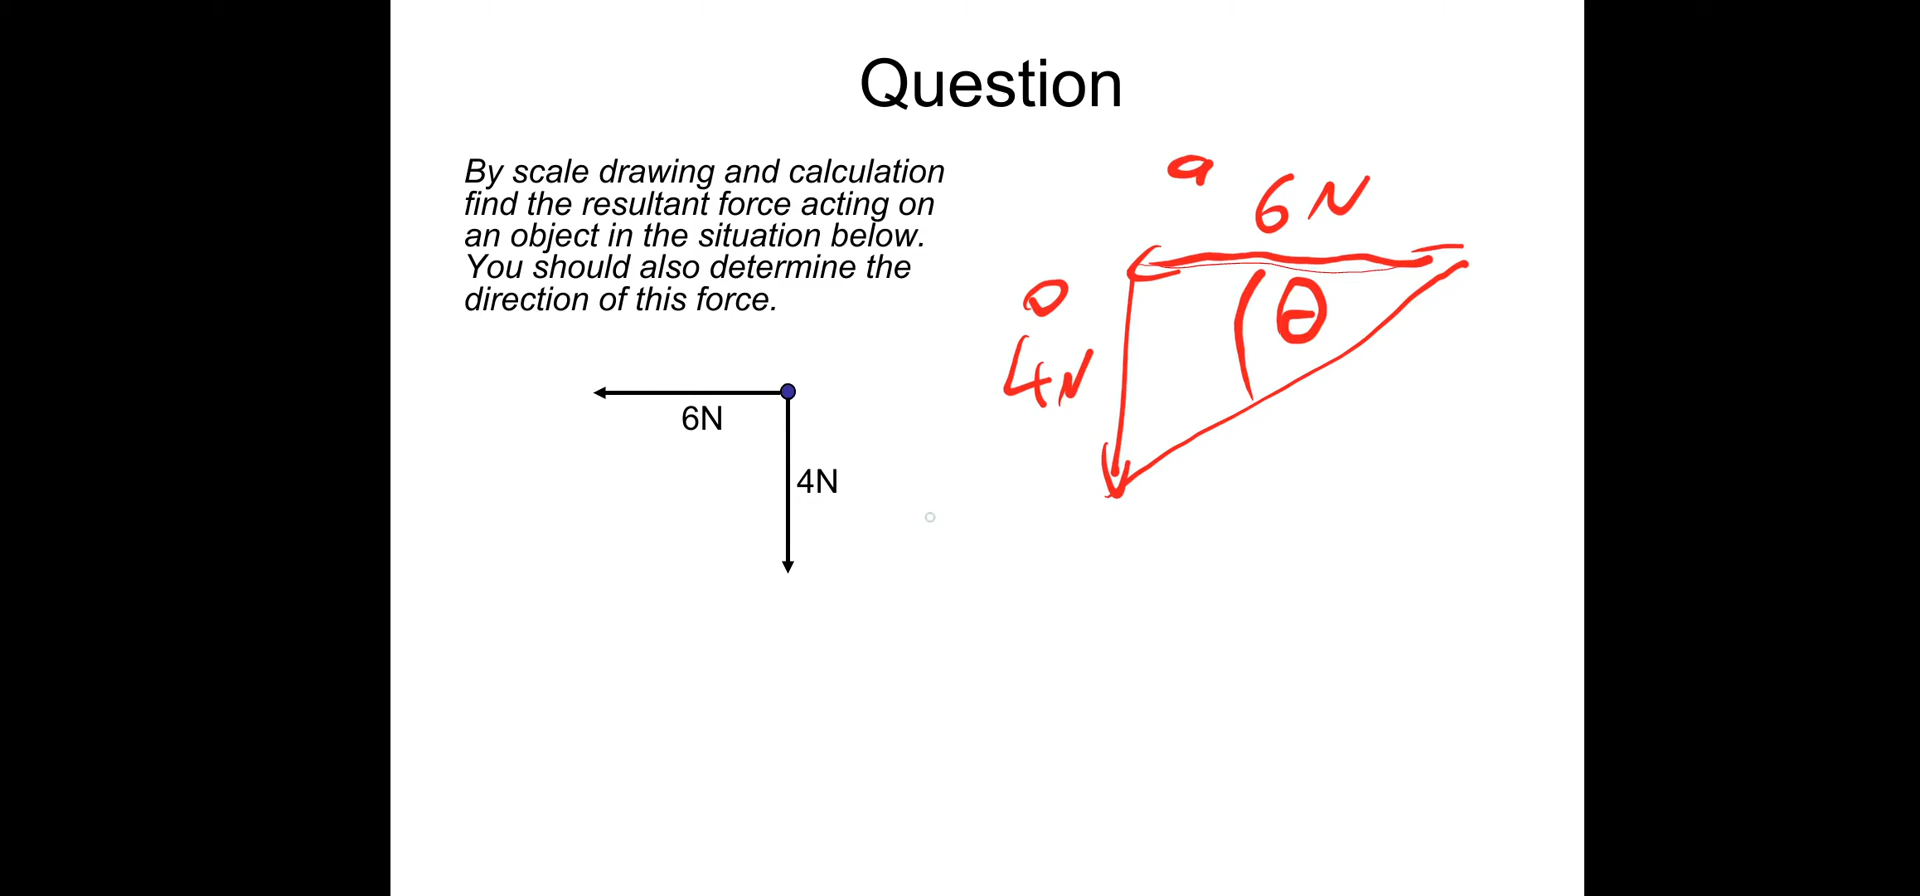 Question
By scale drawing and calculation
find the resultant force acting on
an object in the situation below.
You should also determine the
direction of this force.
6N
4N
a
6N
o
4N
θ